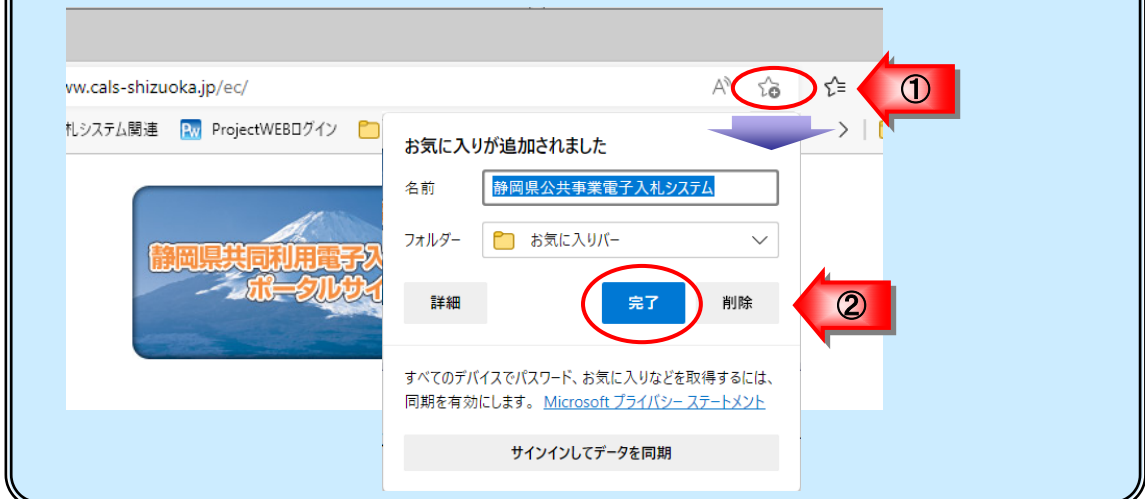 ww.cals-shizuoka.jp/ec/
①
札システム関連 ProjectWEBログイン
お気に入りが追加されました
名前 静岡県公共事業電子入札システム
フォルダー お気に入りバー
静岡県共同利用電子入
ポータルサイ
詳細 完了 削除
②
すべてのデバイスでパスワード、お気に入りなどを取得するには、
同期を有効にします。 Microsoft プライバシー ステートメント
サインインしてデータを同期